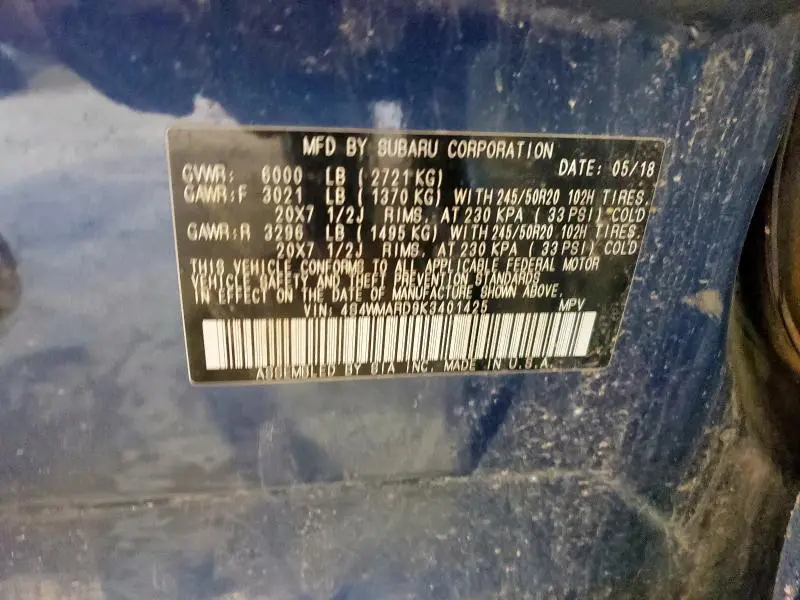 MFD BY SUBARU CORPORATION
DATE: 05/18
GVWR: 6000 LB ( 2721 KG)
GAWR:F 3021 LB ( 1370 KG) WITH 245/50R20 102H TIRES,
20X7 1/2J RIMS, AT 230 KPA ( 33 PSI) COLD
GAWR:R 3296 LB ( 1495 KG) WITH 245/50R20 102H TIRES,
20X7 1/2J RIMS, AT 230 KPA ( 33 PSI) COLD
THIS VEHICLE CONFORMS TO ALL APPLICABLE FEDERAL MOTOR
VEHICLE SAFETY AND THEFT PREVENTION STANDARDS
IN EFFECT ON THE DATE OF MANUFACTURE SHOWN ABOVE.
VIN: 4S4WMARD9K3401425 MPV
ASSEMBLED BY SIA INC. MADE IN U.S.A.